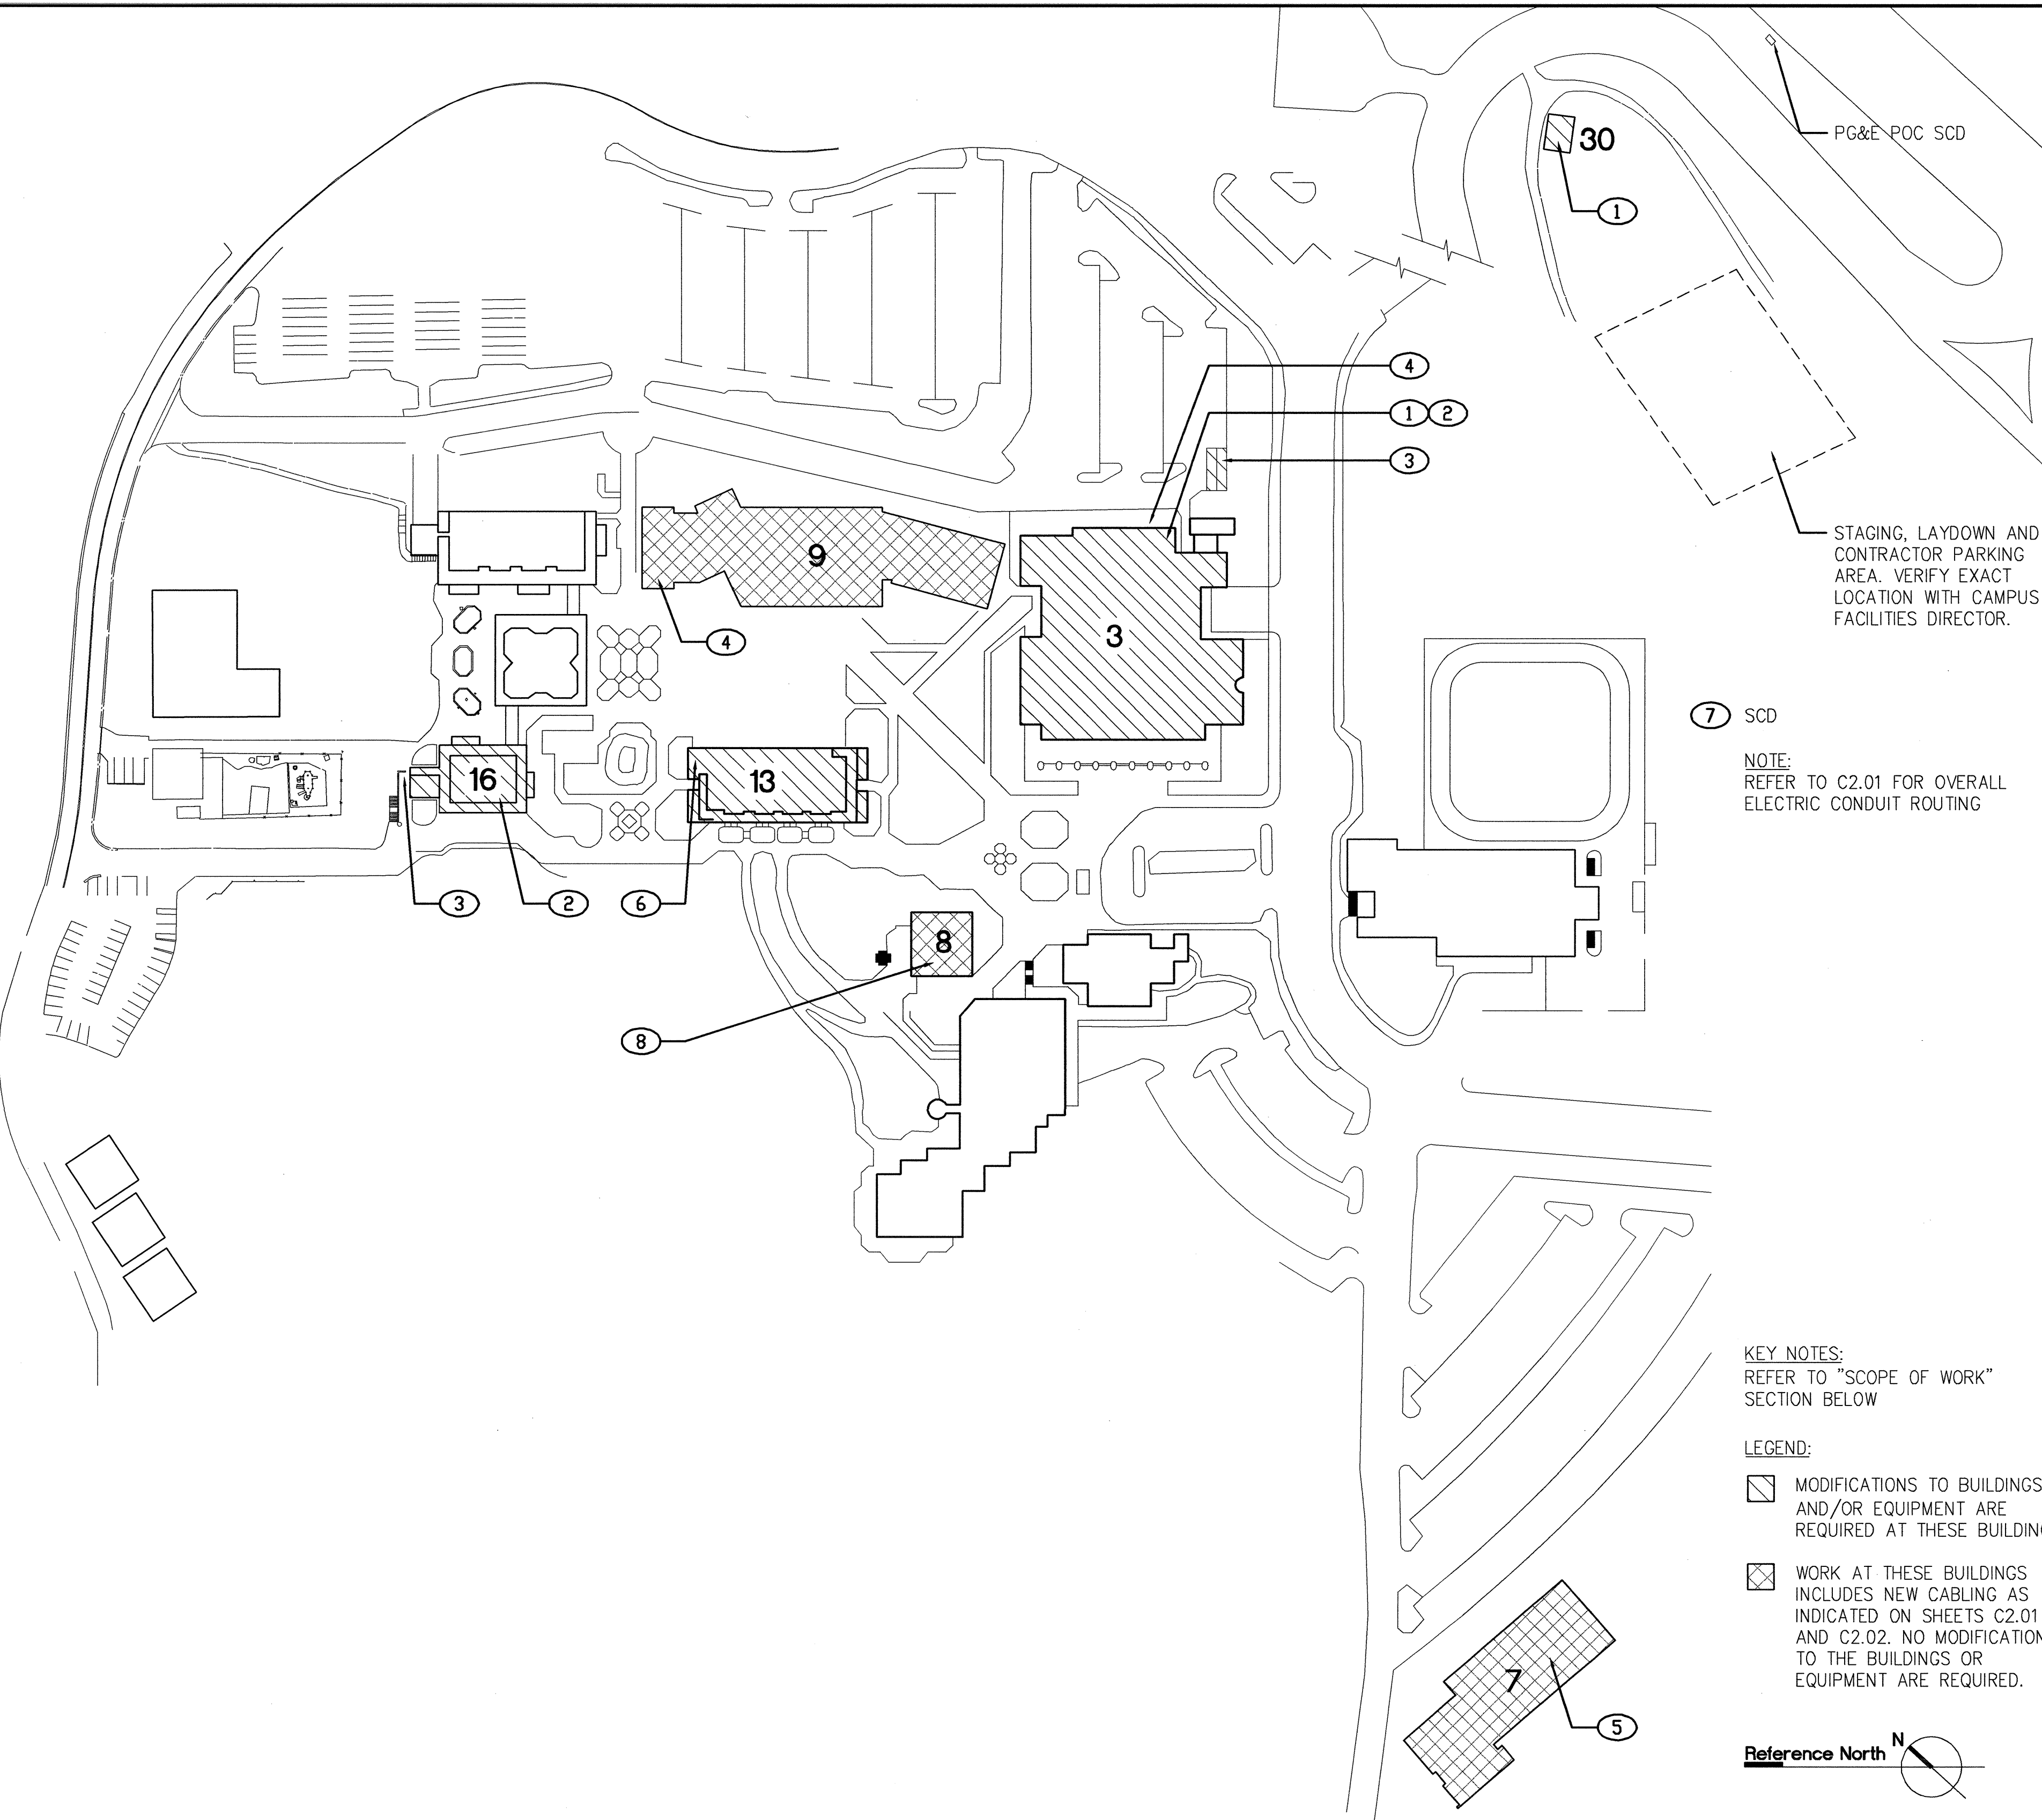 PG&E POC SCD
30
1
4
1 2
3
STAGING, LAYDOWN AND
CONTRACTOR PARKING
AREA. VERIFY EXACT
LOCATION WITH CAMPUS
FACILITIES DIRECTOR.
9
3
4
7 SCD
NOTE:
REFER TO C2.01 FOR OVERALL
ELECTRIC CONDUIT ROUTING
16
13
3
2
6
8
8
KEY NOTES:
REFER TO "SCOPE OF WORK"
SECTION BELOW
LEGEND:
MODIFICATIONS TO BUILDINGS
AND/OR EQUIPMENT ARE
REQUIRED AT THESE
WORK AT THESE BUILDINGS
INCLUDES NEW CABLING AS
INDICATED ON SHEETS C2.01
AND C2.02. NO
TO THE BUILDINGS OR
EQUIPMENT ARE REQUIRED.
7
5
Reference North N